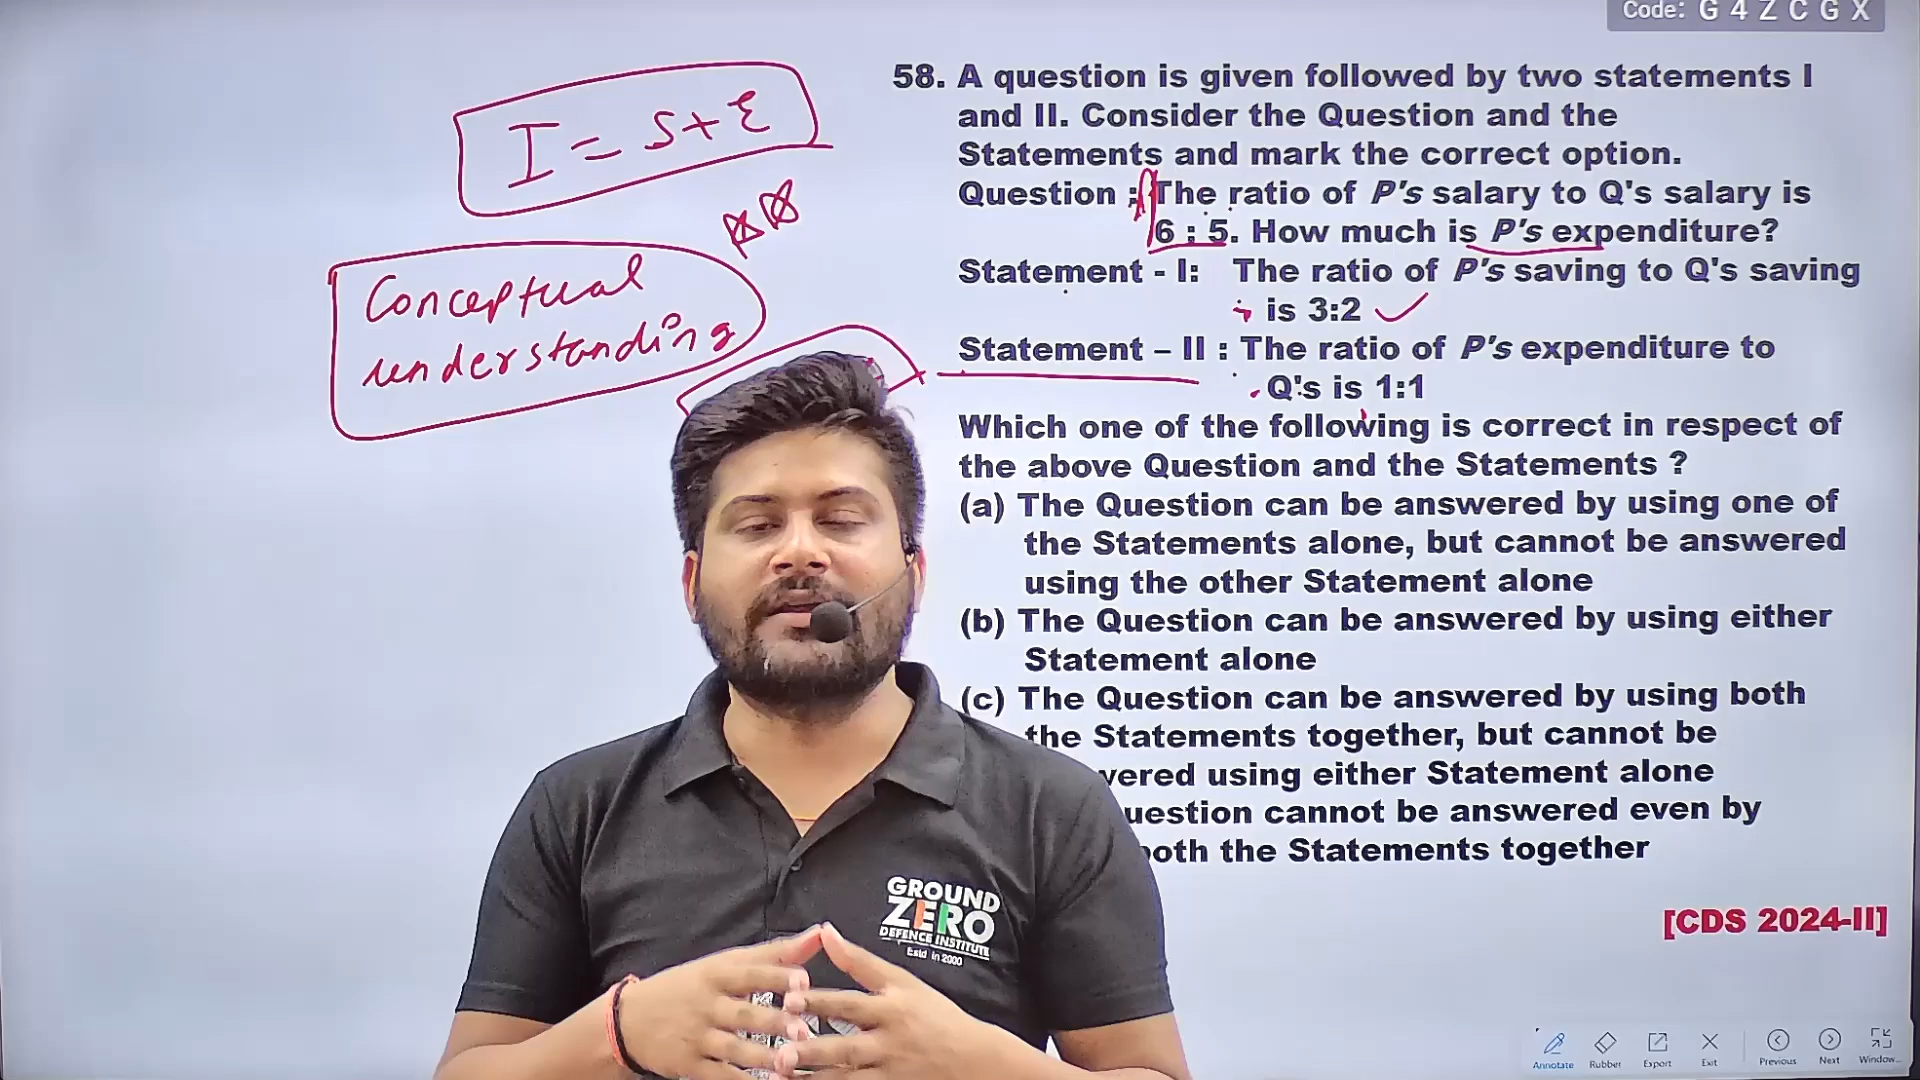 Code: G 4 Z C G X
I = S + E
Conceptual
understanding
58. A question is given followed by two statements I
and II. Consider the Question and the
Statements and mark the correct option.
Question : The ratio of P's salary to Q's salary is
6 : 5. How much is P's expenditure?
Statement - I: The ratio of P's saving to Q's saving
is 3:2
Statement – II : The ratio of P's expenditure to
Q's is 1:1
Which one of the following is correct in respect of
the above Question and the Statements ?
(a) The Question can be answered by using one of
the Statements alone, but cannot be answered
using the other Statement alone
(b) The Question can be answered by using either
Statement alone
(c) The Question can be answered by using both
the Statements together, but cannot be
using either Statement alone
cannot be answered even by
the Statements together
[CDS 2024-II]
GROUND
ZERO
DEFENCE INSTITUTE
Estd in 2000
Annotate Rubber Export Exit Previous Next Window...